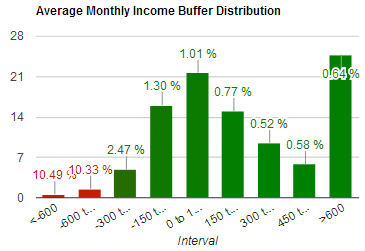 Average Monthly Income Buffer Distribution
28
21
14
7
0
10.49 %
10.33 %
2.47 %
1.30 %
1.01 %
0.77 %
0.52 %
0.58 %
0.64 %
<-600
-600 t...
-300 t...
-150 t...
0 to 1...
150 t...
300 t...
450 t...
>600
Interval